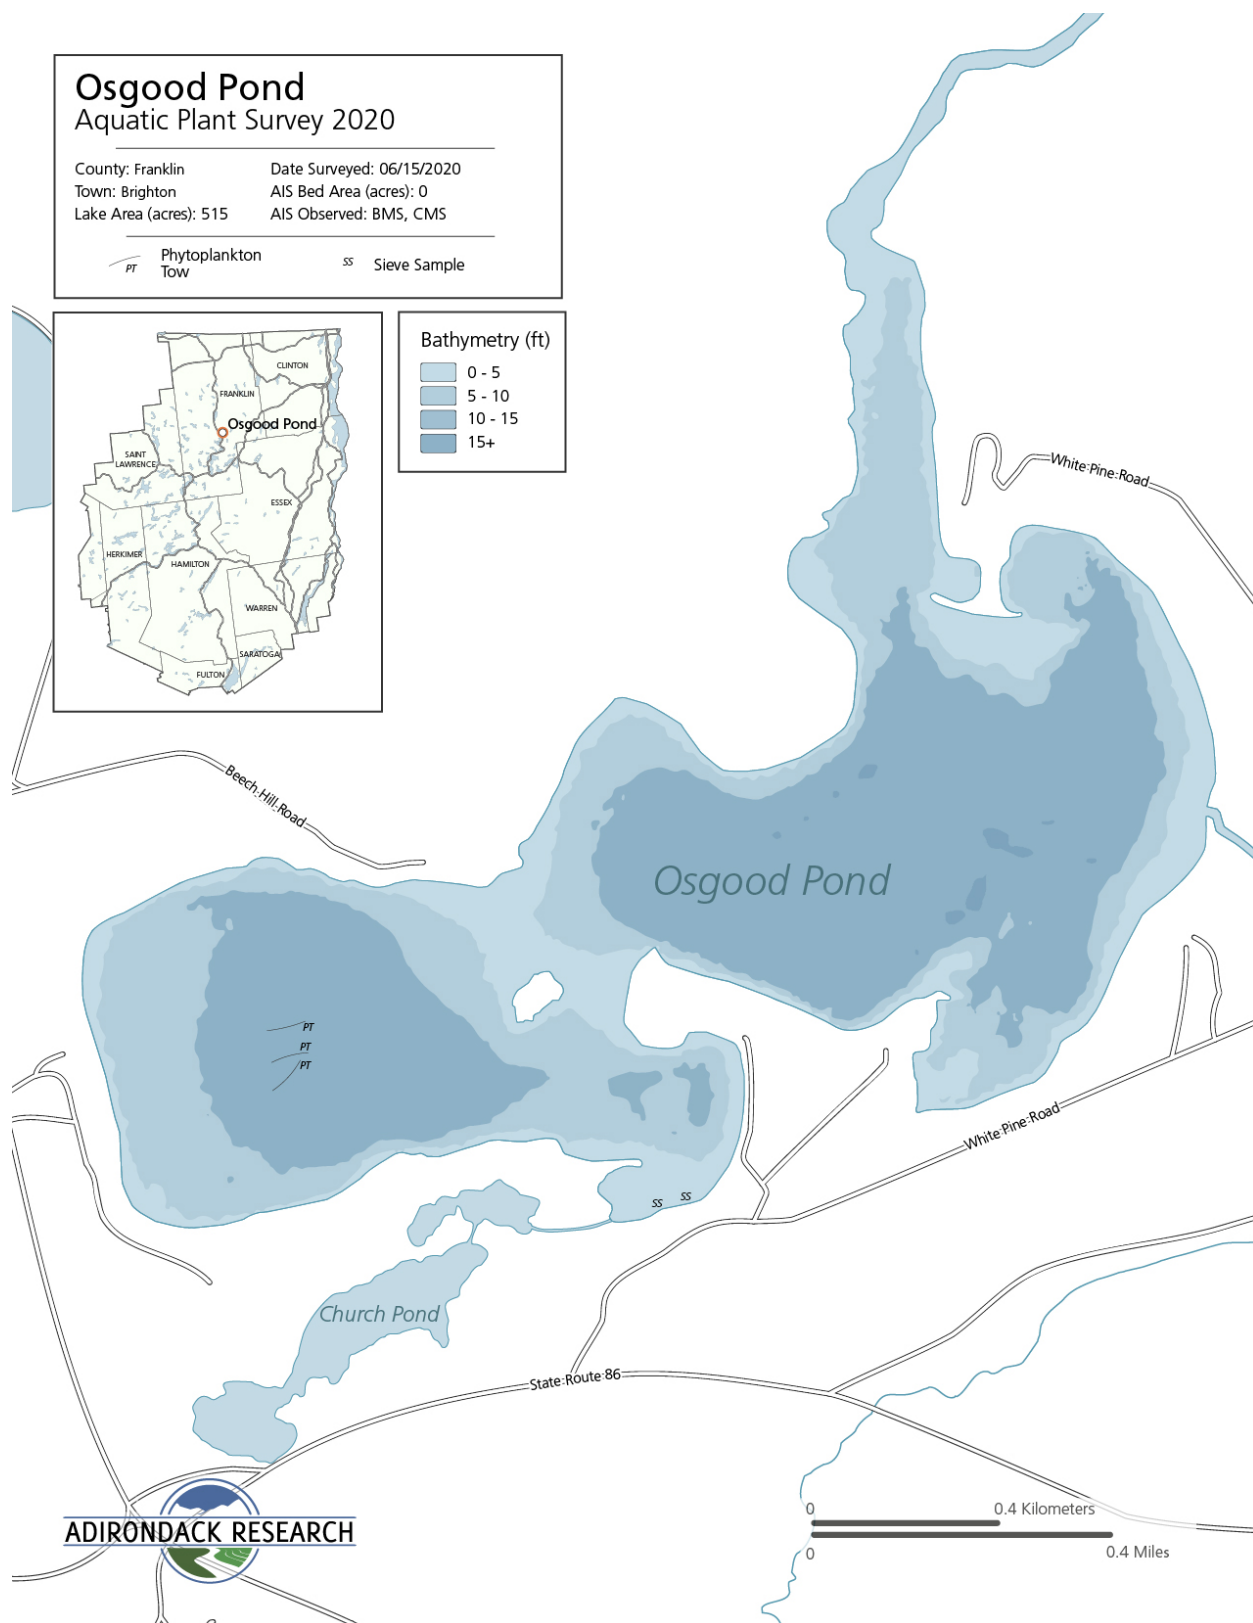 Osgood Pond
Aquatic Plant Survey 2020
County: Franklin
Town: Brighton
Lake Area (acres): 515
Date Surveyed: 06/15/2020
AIS Bed Area (acres): 0
AIS Observed: BMS, CMS
PT
Phytoplankton
Tow
SS
Sieve Sample
CLINTON
FRANKLIN
Osgood Pond
SAINT
LAWRENCE
ESSEX
HERKIMER
HAMILTON
WARREN
SARATOGA
FULTON
Bathymetry (ft)
0 - 5
5 - 10
10 - 15
15+
White Pine Road
Beech Hill Road
Osgood Pond
PT
PT
PT
White Pine Road
SS
SS
Church Pond
State Route 86
ADIRONDACK RESEARCH
0
0.4 Kilometers
0
0.4 Miles